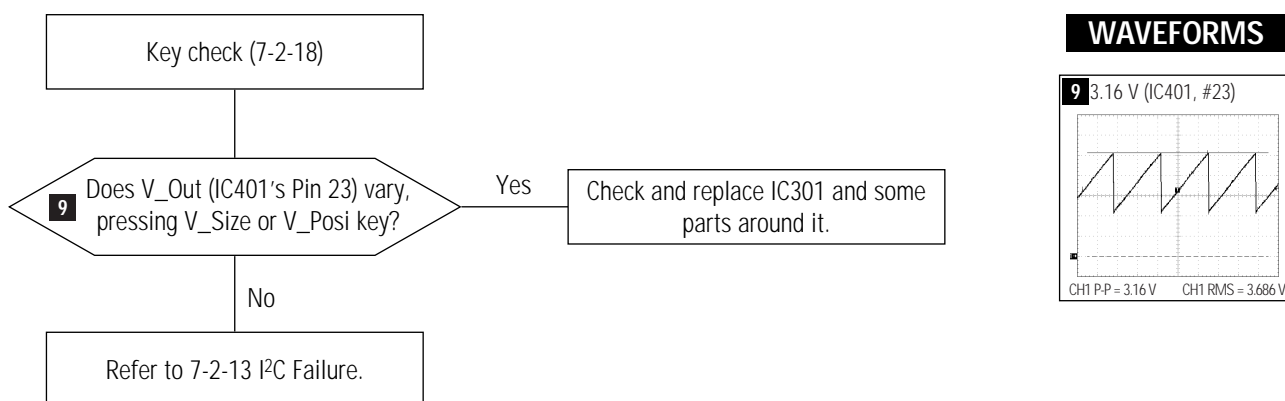 Key check (7-2-18)
9
Does V_Out (IC401's Pin 23) vary,
pressing V_Size or V_Posi key?
Yes
Check and replace IC301 and some
parts around it.
No
Refer to 7-2-13 I²C Failure.
WAVEFORMS
9 3.16 V (IC401, #23)
CH1 P-P = 3.16 V CH1 RMS = 3.686 V